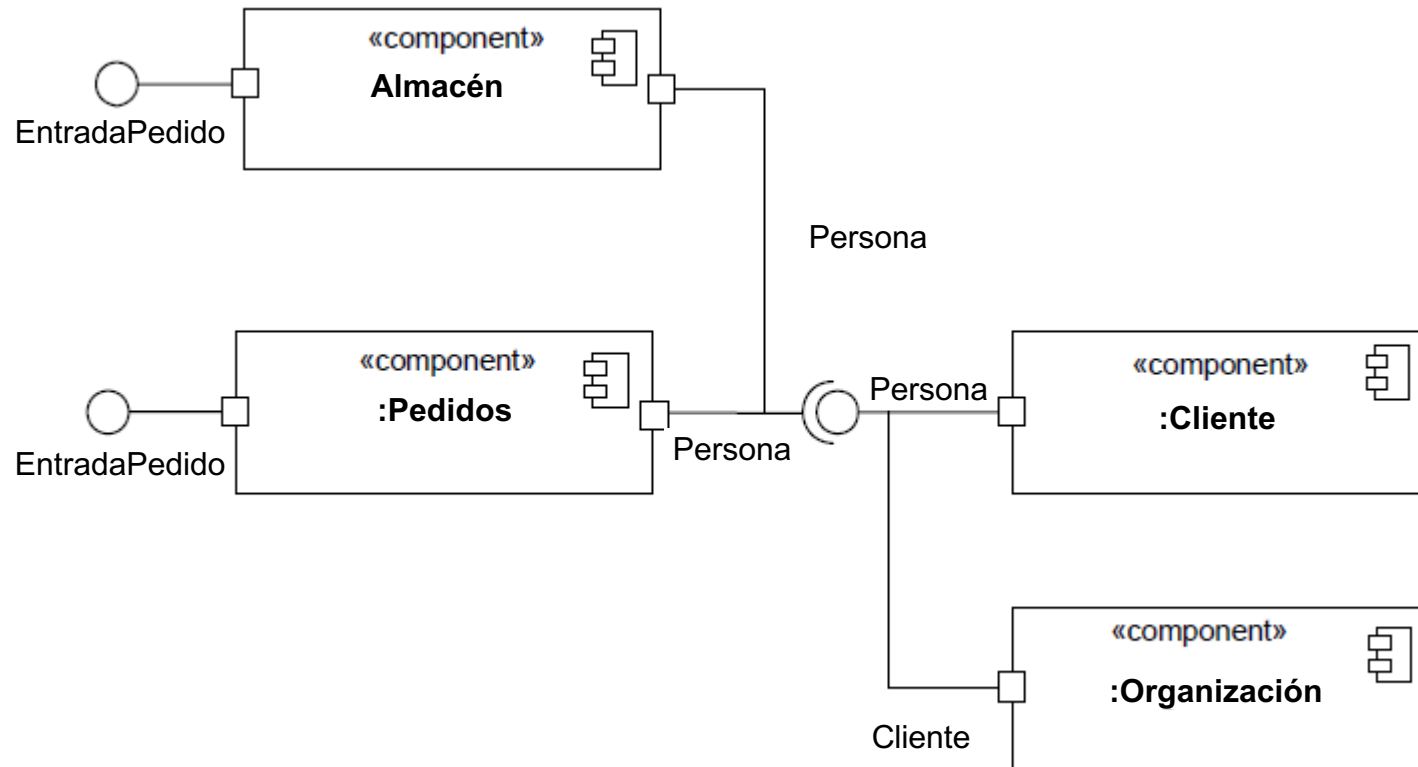 «component»
Almacén
EntradaPedido
Persona
«component»
:Pedidos
EntradaPedido
Persona
Persona
«component»
:Cliente
«component»
:Organización
Cliente